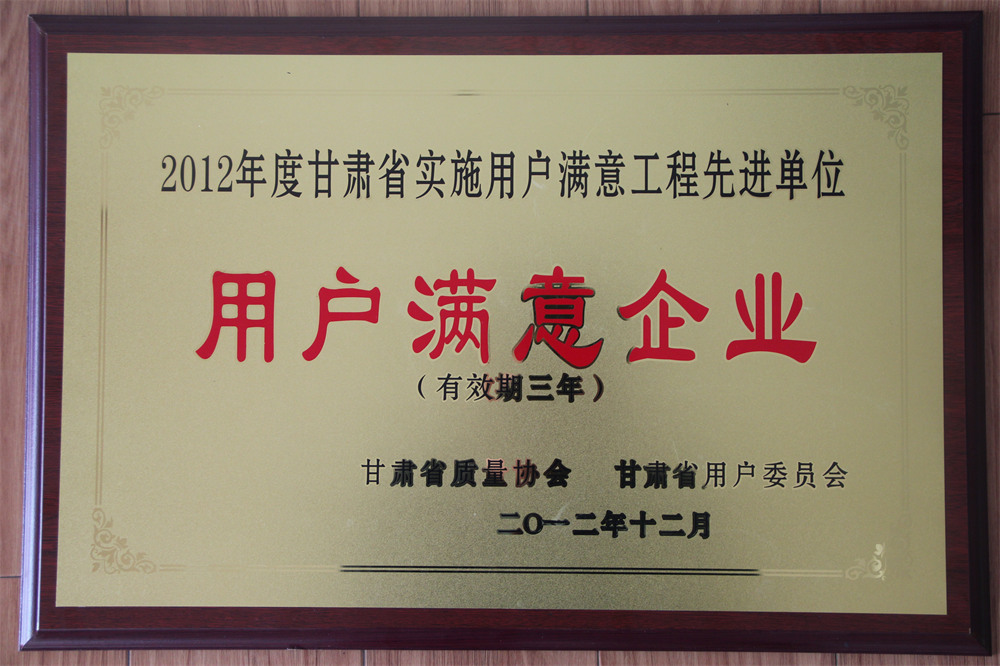 2012年度甘肃省实施用户满意工程先进单位
用户满意企业
（有效期三年）
甘肃省质量协会 甘肃省用户委员会
二O一二年十二月